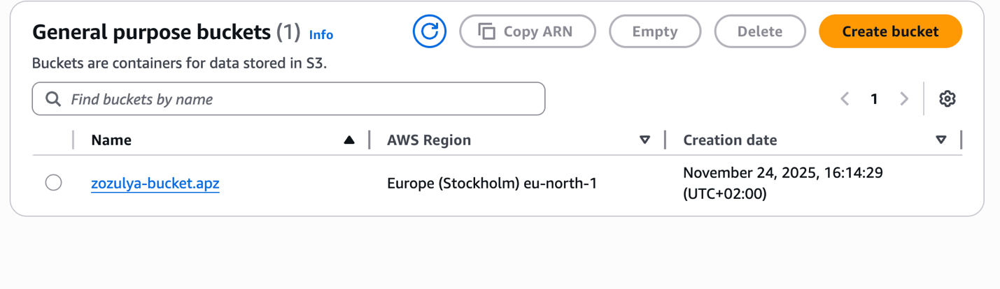 General purpose buckets (1) Info
Copy ARN
Empty
Delete
Create bucket
Buckets are containers for data stored in S3.
Find buckets by name
1
Name
AWS Region
Creation date
zozulya-bucket.apz
Europe (Stockholm) eu-north-1
November 24, 2025, 16:14:29
(UTC+02:00)